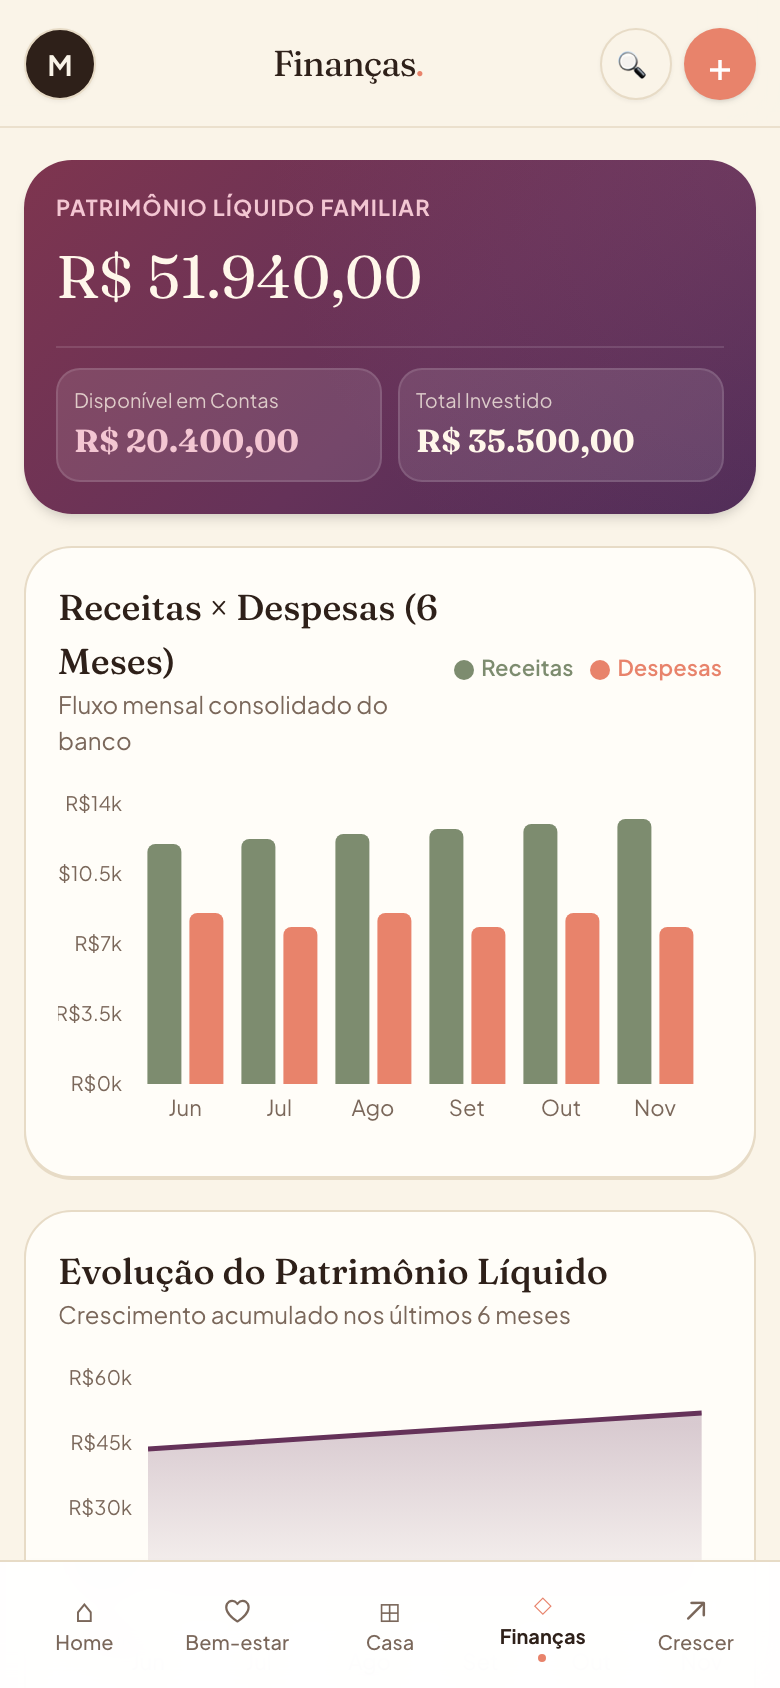 M
Finanças.
+
PATRIMÔNIO LÍQUIDO FAMILIAR
R$ 51.940,00
Disponível em Contas
R$ 20.400,00
Total Investido
R$ 35.500,00
Receitas × Despesas (6
Meses)
Receitas
Despesas
Fluxo mensal consolidado do
banco
R$14k
$10.5k
R$7k
R$3.5k
R$0k
Jun
Jul
Ago
Set
Out
Nov
Evolução do Patrimônio Líquido
Crescimento acumulado nos últimos 6 meses
R$60k
R$45k
R$30k
Home
Bem-estar
Casa
Finanças
Crescer